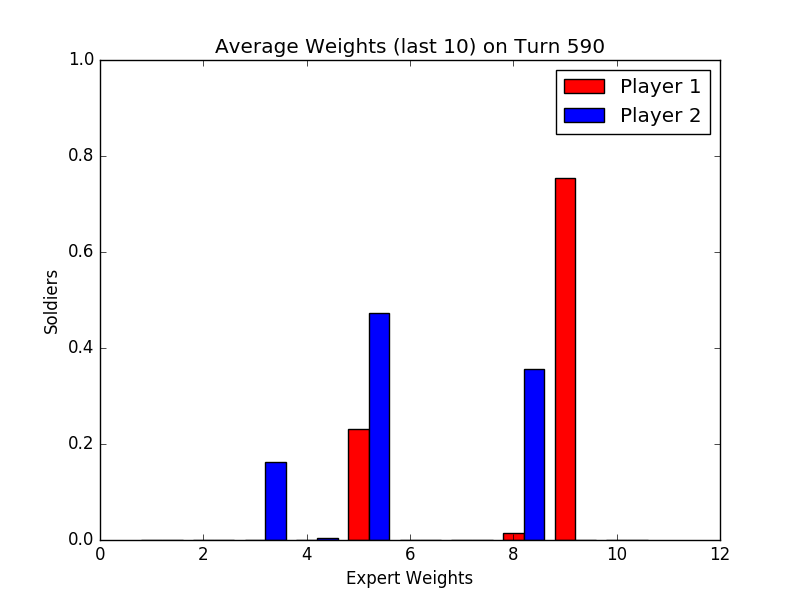 Average Weights (last 10) on Turn 590
1.0
0.8
0.6
0.4
0.2
0.0
Soldiers
Player 1
Player 2
0 2 4 6 8 10 12
Expert Weights